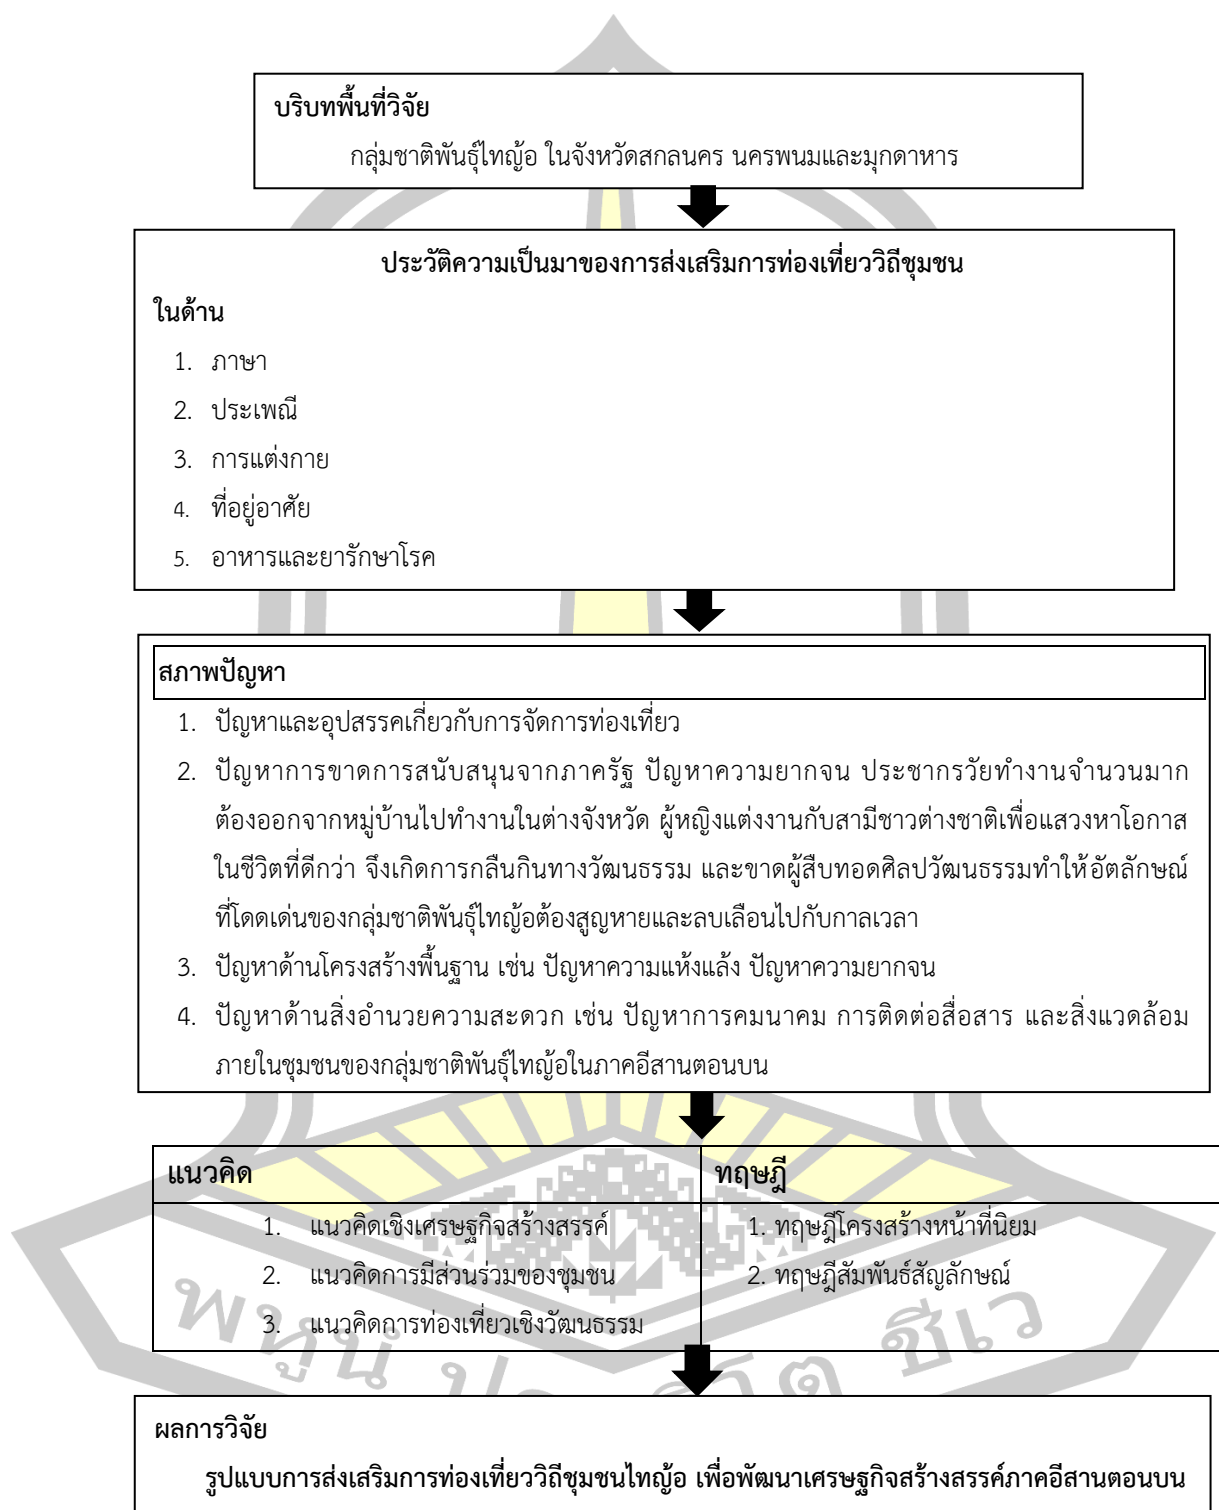 บริบทพื้นที่วิจัย
กลุ่มชาติพันธุ์ไทญ้อ ในจังหวัดสกลนคร นครพนมและมุกดาหาร
ประวัติความเป็นมาของการส่งเสริมการท่องเที่ยววิถีชุมชน
ในด้าน
1. ภาษา
2. ประเพณี
3. การแต่งกาย
4. ที่อยู่อาศัย
5. อาหารและยารักษาโรค
สภาพปัญหา
1. ปัญหาและอุปสรรคเกี่ยวกับการจัดการท่องเที่ยว
2. ปัญหาการขาดการสนับสนุนจากภาครัฐ ปัญหาความยากจน ประชากรวัยทำงานจำนวนมาก
ต้องออกจากหมู่บ้านไปทำงานในต่างจังหวัด ผู้หญิงแต่งงานกับสามีชาวต่างชาติเพื่อแสวงหาโอกาส
ในชีวิตที่ดีกว่า จึงเกิดการกลืนกินทางวัฒนธรรม และขาดผู้สืบทอดศิลปวัฒนธรรมทำให้อัตลักษณ์
ที่โดดเด่นของกลุ่มชาติพันธุ์ไทญ้อต้องสูญหายและลบเลือนไปกับกาลเวลา
3. ปัญหาด้านโครงสร้างพื้นฐาน เช่น ปัญหาความแห้งแล้ง ปัญหาความยากจน
4. ปัญหาด้านสิ่งอำนวยความสะดวก เช่น ปัญหาการคมนาคม การติดต่อสื่อสาร และสิ่งแวดล้อม
ภายในชุมชนของกลุ่มชาติพันธุ์ไทญ้อในภาคอีสานตอนบน
แนวคิด
1. แนวคิดเชิงเศรษฐกิจสร้างสรรค์
2. แนวคิดการมีส่วนร่วมของชุมชน
3. แนวคิดการท่องเที่ยวเชิงวัฒนธรรม
ทฤษฎี
1. ทฤษฎีโครงสร้างหน้าที่นิยม
2. ทฤษฎีสัมพันธ์สัญลักษณ์
พหูนํ ชีเว
ผลการวิจัย
รูปแบบการส่งเสริมการท่องเที่ยววิถีชุมชนไทญ้อ เพื่อพัฒนาเศรษฐกิจสร้างสรรค์ภาคอีสานตอนบน